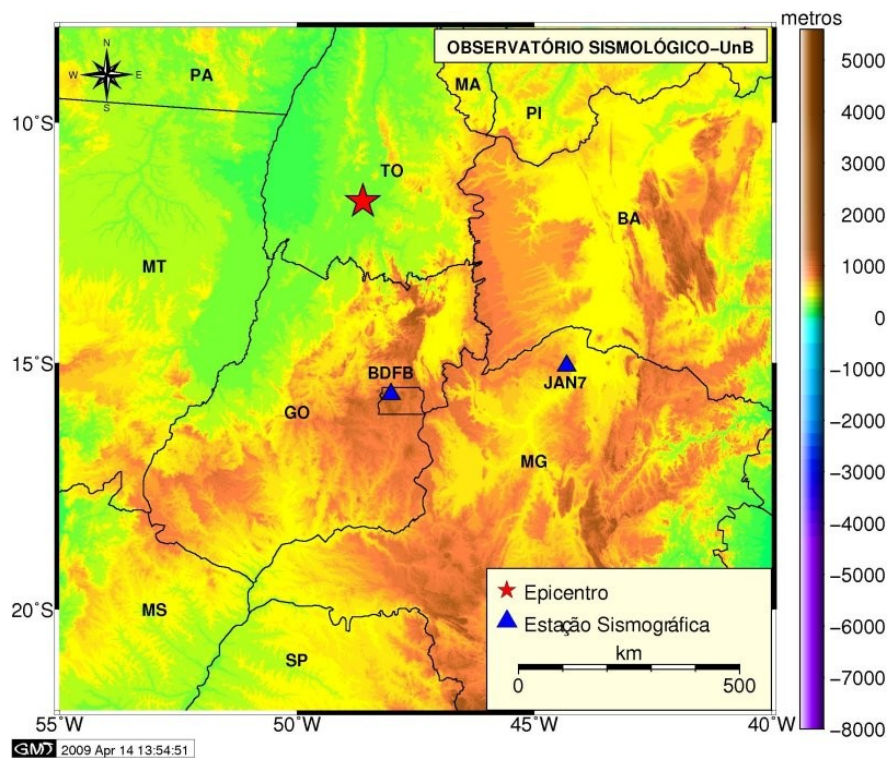 metros
OBSERVATÓRIO SISMOLÓGICO-UnB
N
W E
S
PA
MA
PI
10°S
TO
BA
MT
15°S
BDFB
JAN7
GO
MG
20°S
MS
SP
Epicentro
Estação Sismográfica
km
0 500
55°W 50°W 45°W 40°W
5000
4000
3000
2000
1000
0
-1000
-2000
-3000
-4000
-5000
-6000
-7000
-8000
GMT 2009 Apr 14 13:54:51